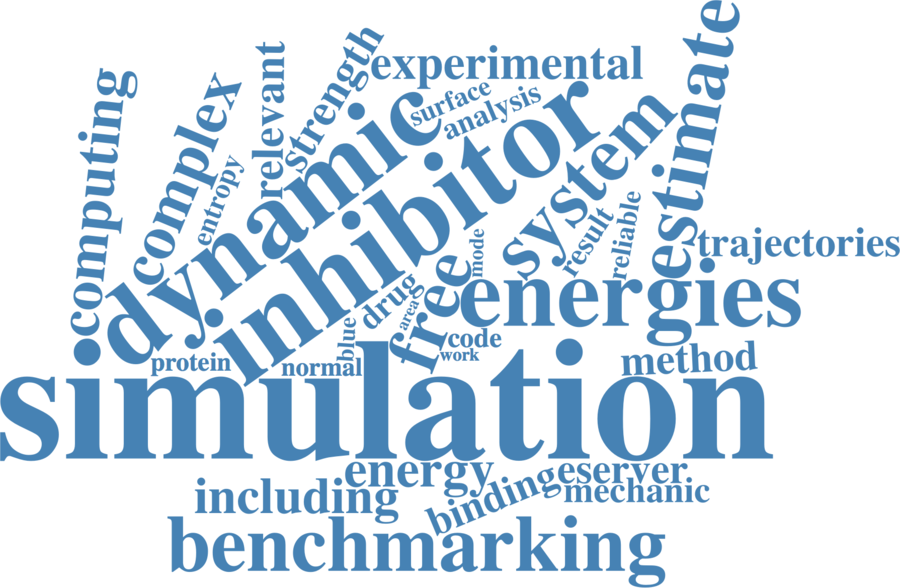 estimate
experimental
strength
relevant
surface
analysis
computing
complex
dynamic
inhibitor
system
entropy
result
reliable
mode
trajectories
drug
area
free
energies
blue
code
work
protein
normal
method
simulation
energy
eserver
including
binding
mechanic
benchmarking